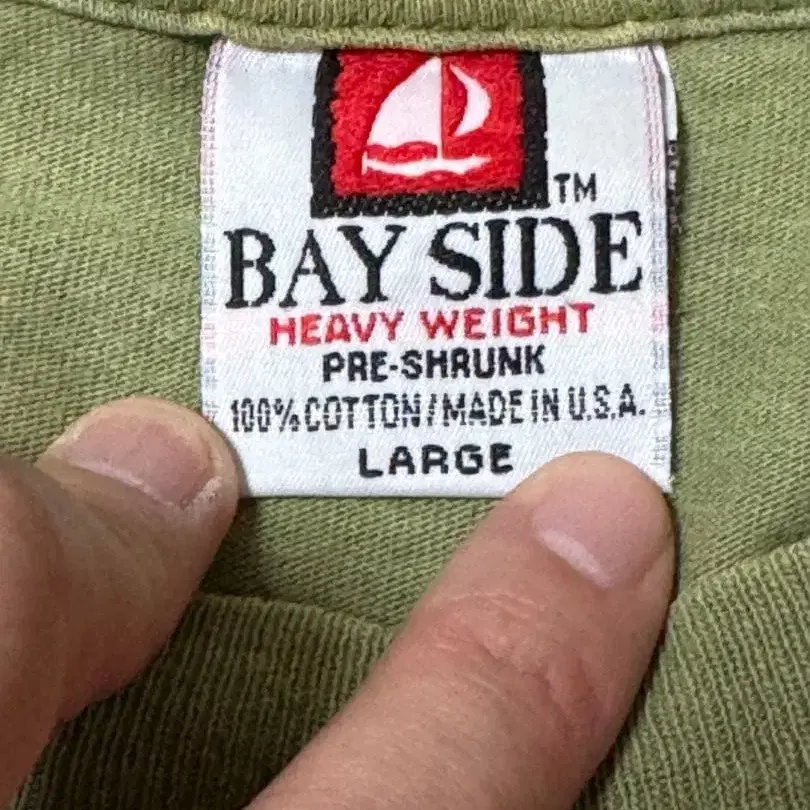 TM
BAY SIDE
HEAVY WEIGHT
PRE-SHRUNK
100% COTTON/MADE IN U.S.A.
LARGE